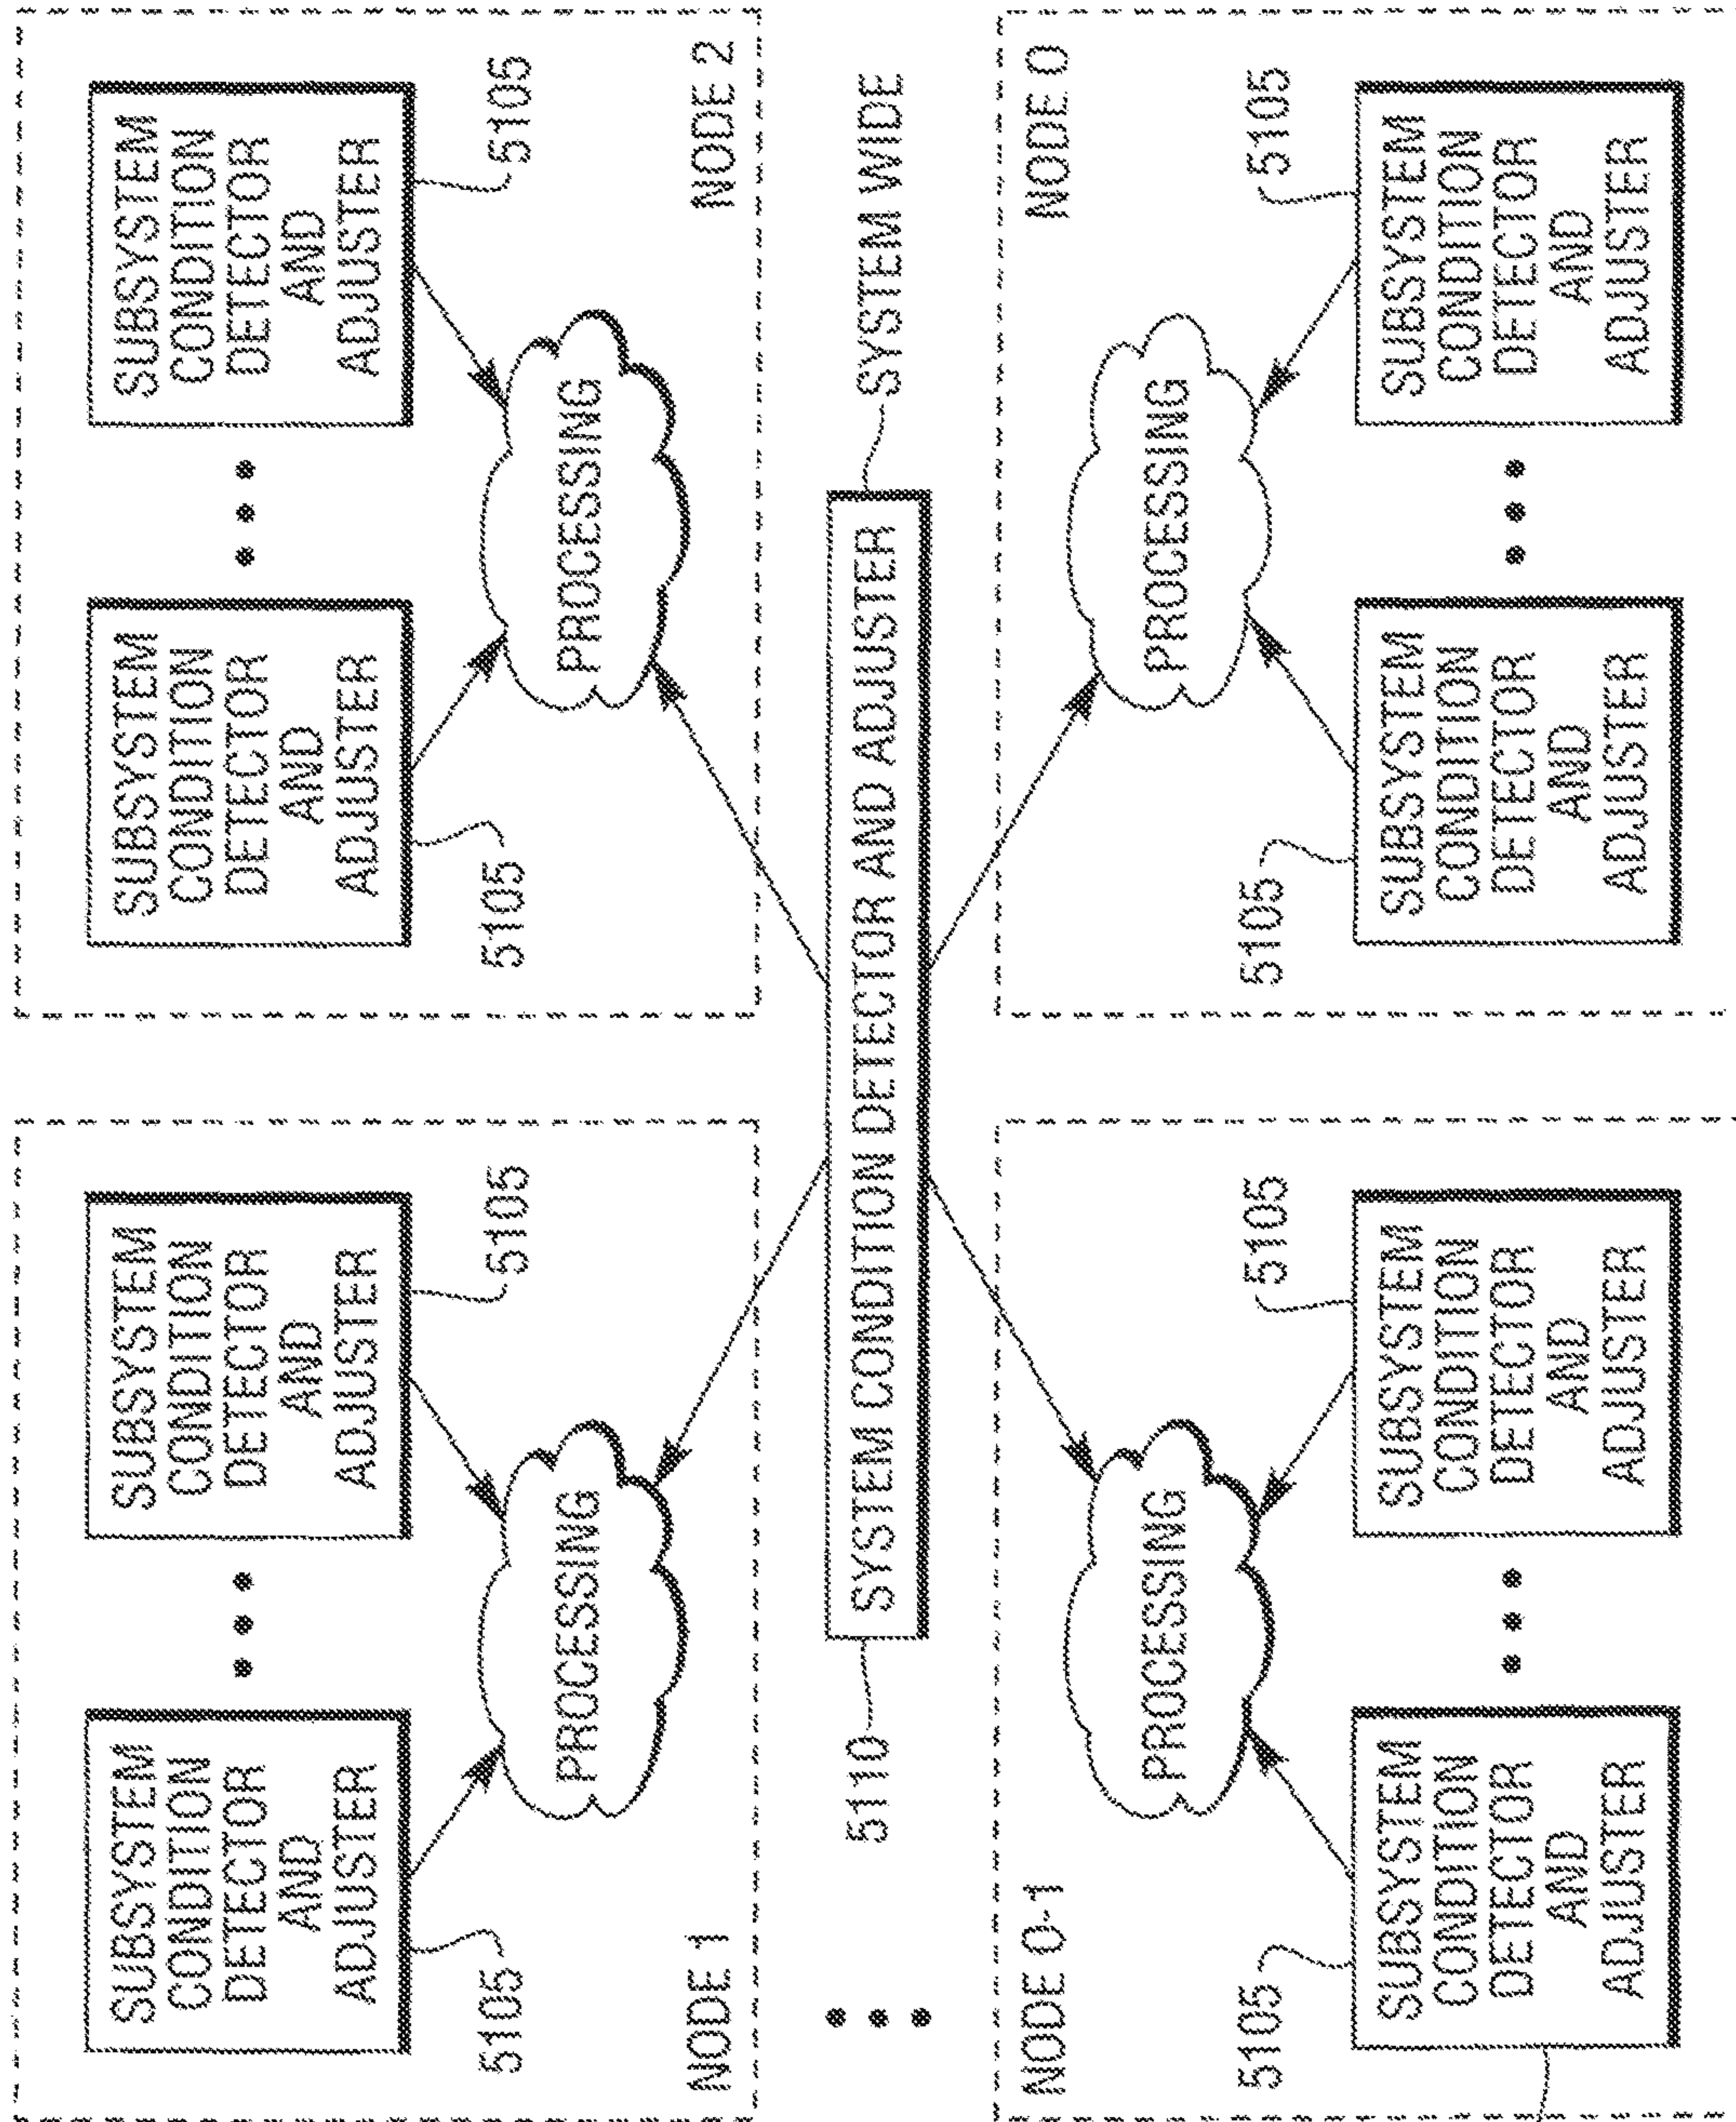 SUBSYSTEM
CONDITION
DETECTOR
AND
ADJUSTER
SUBSYSTEM
CONDITION
DETECTOR
AND
ADJUSTER
5105
5105
PROCESSING
NODE 1
SUBSYSTEM
CONDITION
DETECTOR
AND
ADJUSTER
SUBSYSTEM
CONDITION
DETECTOR
AND
ADJUSTER
5105
5105
PROCESSING
NODE 2
5110
SYSTEM CONDITION DETECTOR AND ADJUSTER
SYSTEM WIDE
NODE 0-1
PROCESSING
5105
5105
SUBSYSTEM
CONDITION
DETECTOR
AND
ADJUSTER
SUBSYSTEM
CONDITION
DETECTOR
AND
ADJUSTER
NODE 0
PROCESSING
5105
5105
SUBSYSTEM
CONDITION
DETECTOR
AND
ADJUSTER
SUBSYSTEM
CONDITION
DETECTOR
AND
ADJUSTER